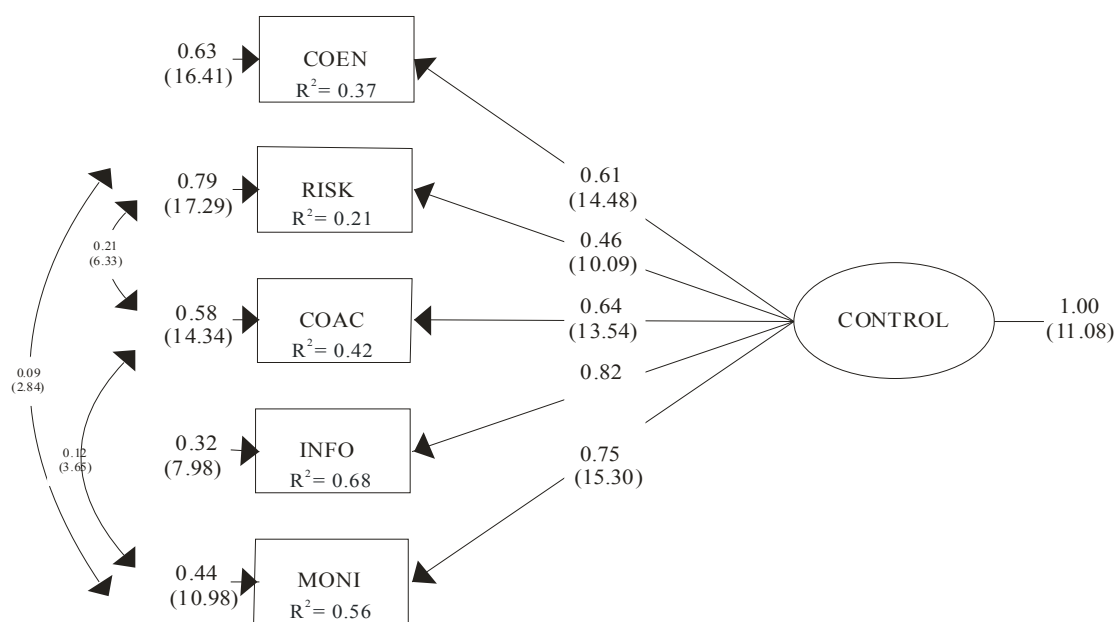 0.63
(16.41)
COEN
R²= 0.37
0.61
(14.48)
0.79
(17.29)
RISK
R²= 0.21
0.46
(10.09)
0.21
(6.33)
0.58
(14.34)
COAC
R²= 0.42
0.64
(13.54)
CONTROL
1.00
(11.08)
0.09
(2.84)
0.82
0.12
(3.65)
0.32
(7.98)
INFO
R²= 0.68
0.75
(15.30)
0.44
(10.98)
MONI
R²= 0.56